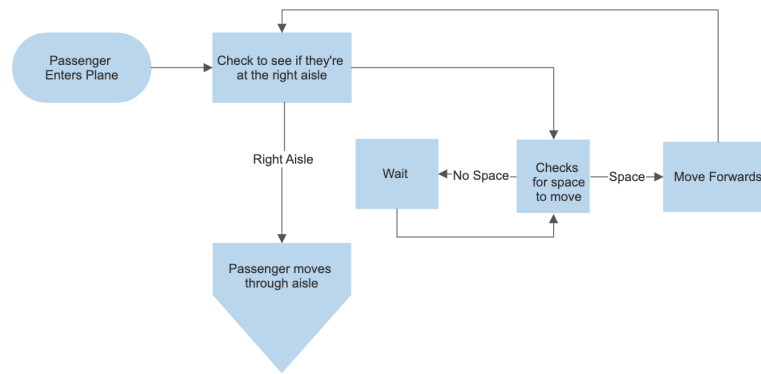 Passenger
Enters Plane
Check to see if they're
at the right aisle
Right Aisle
Wait
No Space
Checks
for space
to move
Space
Move Forwards
Passenger moves
through aisle